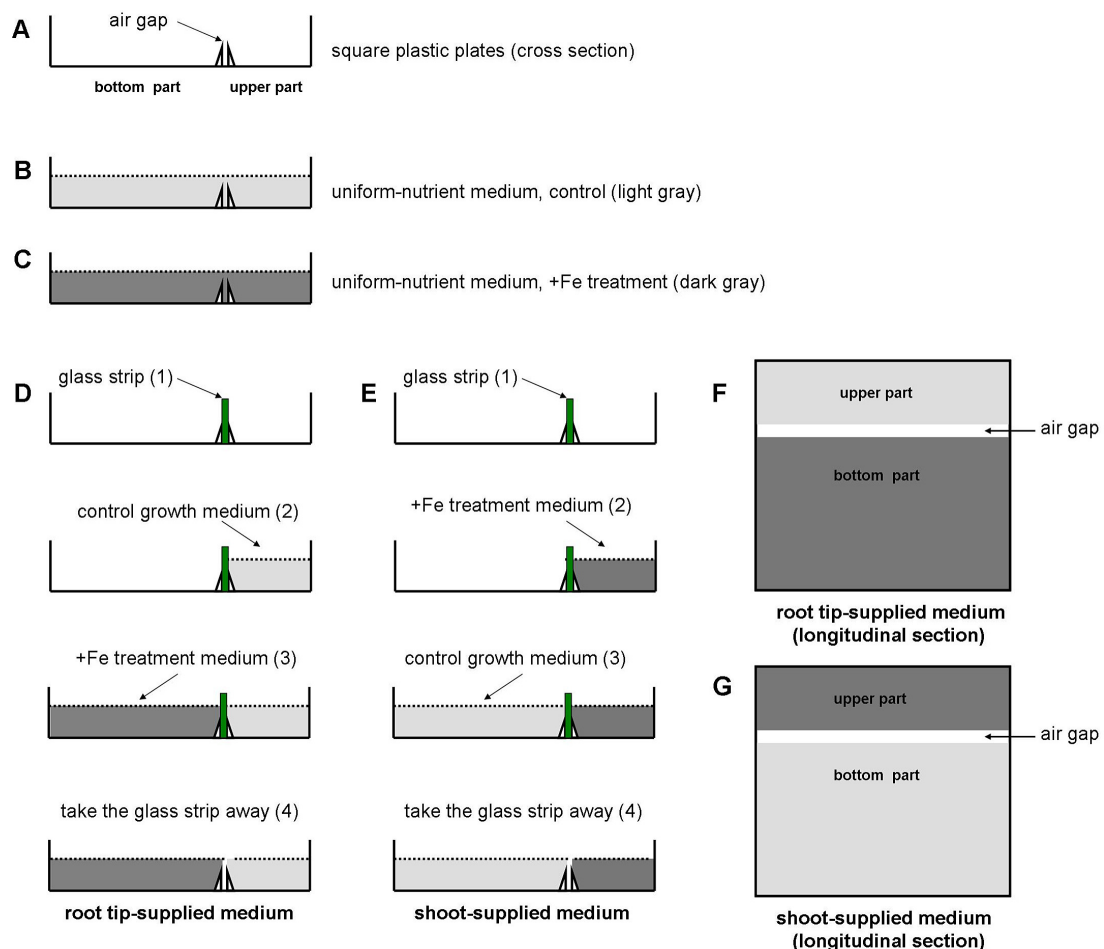 A
air gap
square plastic plates (cross section)
bottom part
upper part
B
uniform-nutrient medium, control (light gray)
C
uniform-nutrient medium, +Fe treatment (dark gray)
D
glass strip (1)
control growth medium (2)
+Fe treatment medium (3)
take the glass strip away (4)
root tip-supplied medium
E
glass strip (1)
+Fe treatment medium (2)
control growth medium (3)
take the glass strip away (4)
shoot-supplied medium
F
upper part
air gap
bottom part
root tip-supplied medium
(longitudinal section)
G
upper part
air gap
bottom part
shoot-supplied medium
(longitudinal section)